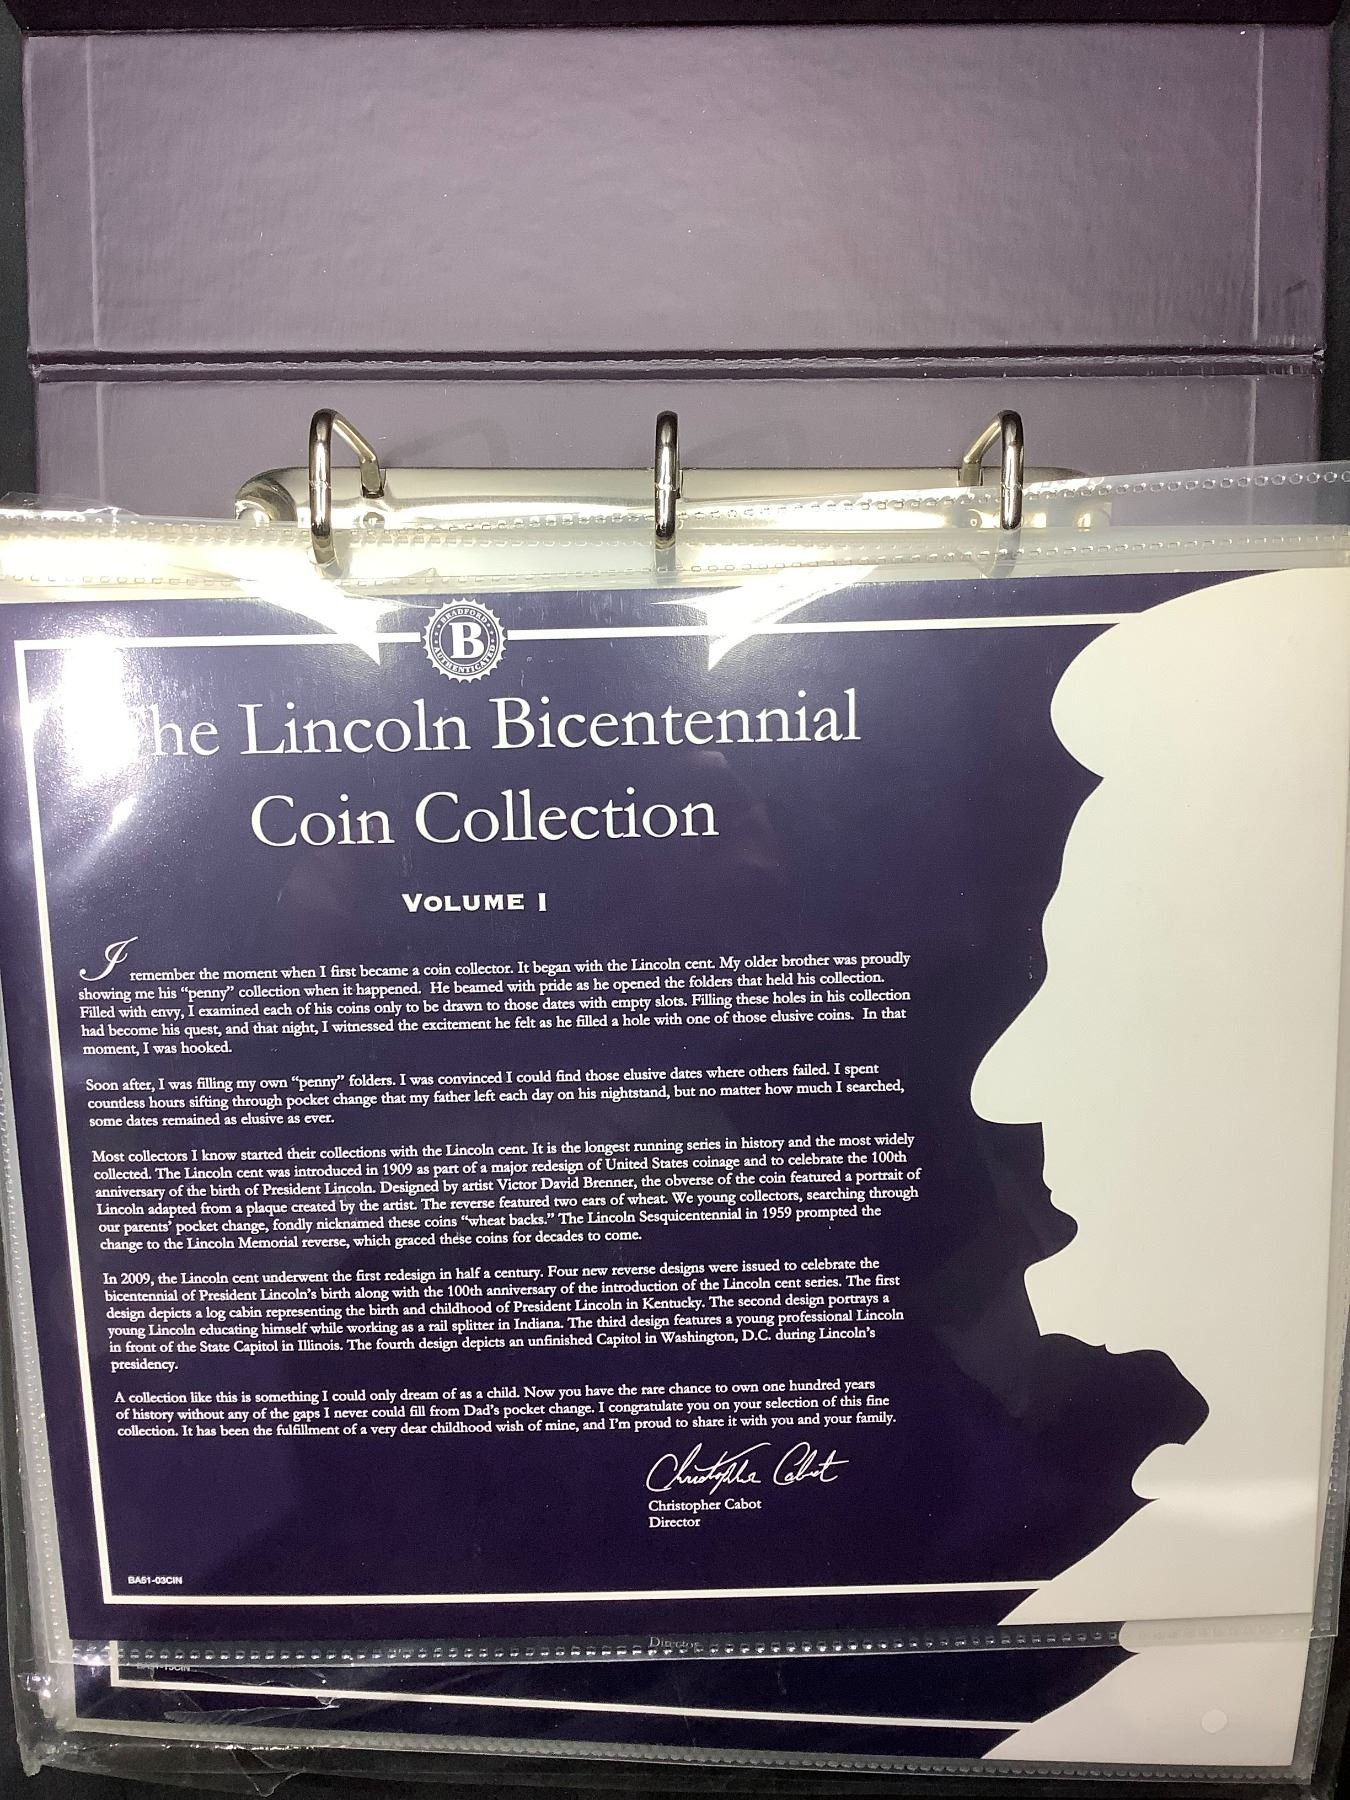 BRADFORD
B
AUTHENTICATED
The Lincoln Bicentennial
Coin Collection
VOLUME I
I remember the moment when I first became a coin collector. It began with the Lincoln cent. My older brother was proudly
showing me his “penny” collection when it happened. He beamed with pride as he opened the folders that held his collection.
Filled with envy, I examined each of his coins only to be drawn to those dates with empty slots. Filling these holes in his collection
had become his quest, and that night, I witnessed the excitement he felt as he filled a hole with one of those elusive coins. In that
moment, I was hooked.
Soon after, I was filling my own “penny” folders. I was convinced I could find those elusive dates where others failed. I spent
countless hours sifting through pocket change that my father left each day on his nightstand, but no matter how much I searched,
some dates remained as elusive as ever.
Most collectors I know started their collections with the Lincoln cent. It is the longest running series in history and the most widely
collected. The Lincoln cent was introduced in 1909 as part of a major redesign of United States coinage and to celebrate the 100th
anniversary of the birth of President Lincoln. Designed by artist Victor David Brenner, the obverse of the coin featured a portrait of
Lincoln adapted from a plaque created by the artist. The reverse featured two ears of wheat. We young collectors, searching through
our parents’ pocket change, fondly nicknamed these coins “wheat backs.” The Lincoln Sesquicentennial in 1959 prompted the
change to the Lincoln Memorial reverse, which graced these coins for decades to come.
In 2009, the Lincoln cent underwent the first redesign in half a century. Four new reverse designs were issued to celebrate the
bicentennial of President Lincoln’s birth along with the 100th anniversary of the introduction of the Lincoln cent series. The first
design depicts a log cabin representing the birth and childhood of President Lincoln in Kentucky. The second design portrays a
young Lincoln educating himself while working as a rail splitter in Indiana. The third design features a young professional Lincoln
in front of the State Capitol in Illinois. The fourth design depicts an unfinished Capitol in Washington, D.C. during Lincoln’s
presidency.
A collection like this is something I could only dream of as a child. Now you have the rare chance to own one hundred years
of history without any of the gaps I never could fill from Dad’s pocket change. I congratulate you on your selection of this fine
collection. It has been the fulfillment of a very dear childhood wish of mine, and I’m proud to share it with you and your family.
Christopher Cabot
Christopher Cabot
Director
BA51-03CIN
Director